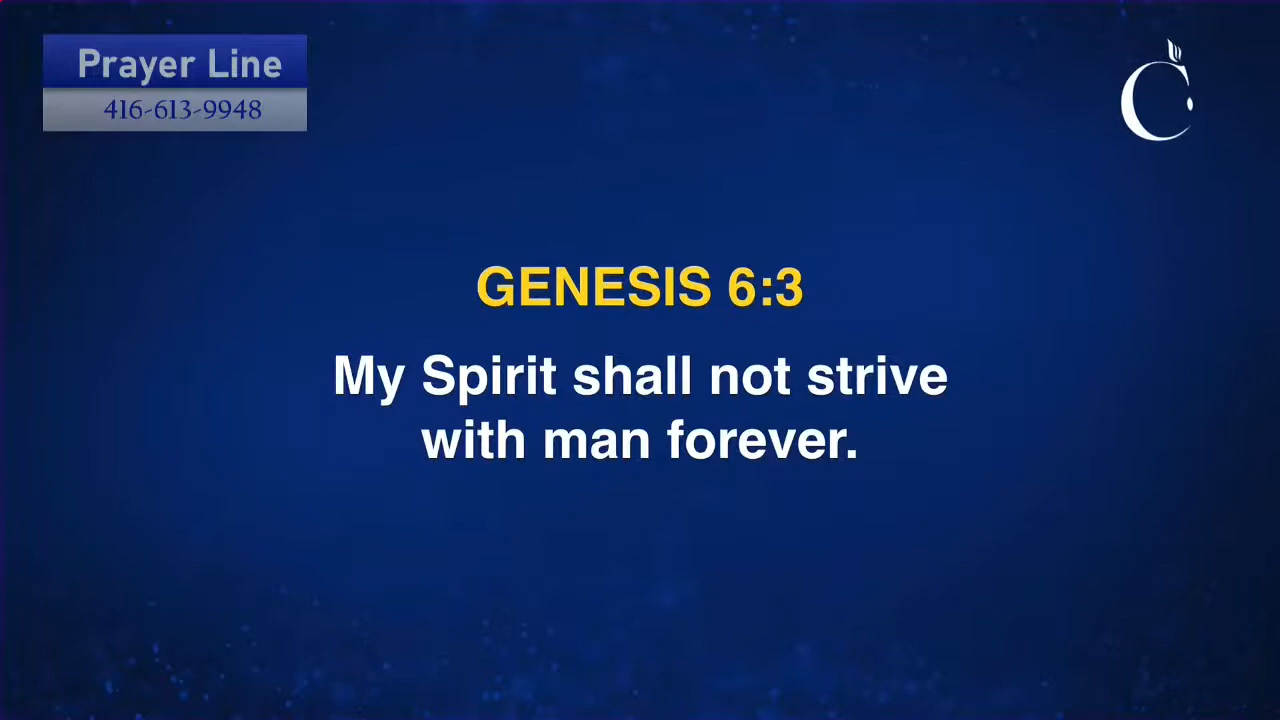 Prayer Line
416-613-9948
GENESIS 6:3
My Spirit shall not strive
with man forever.